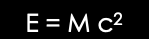 E = M c²